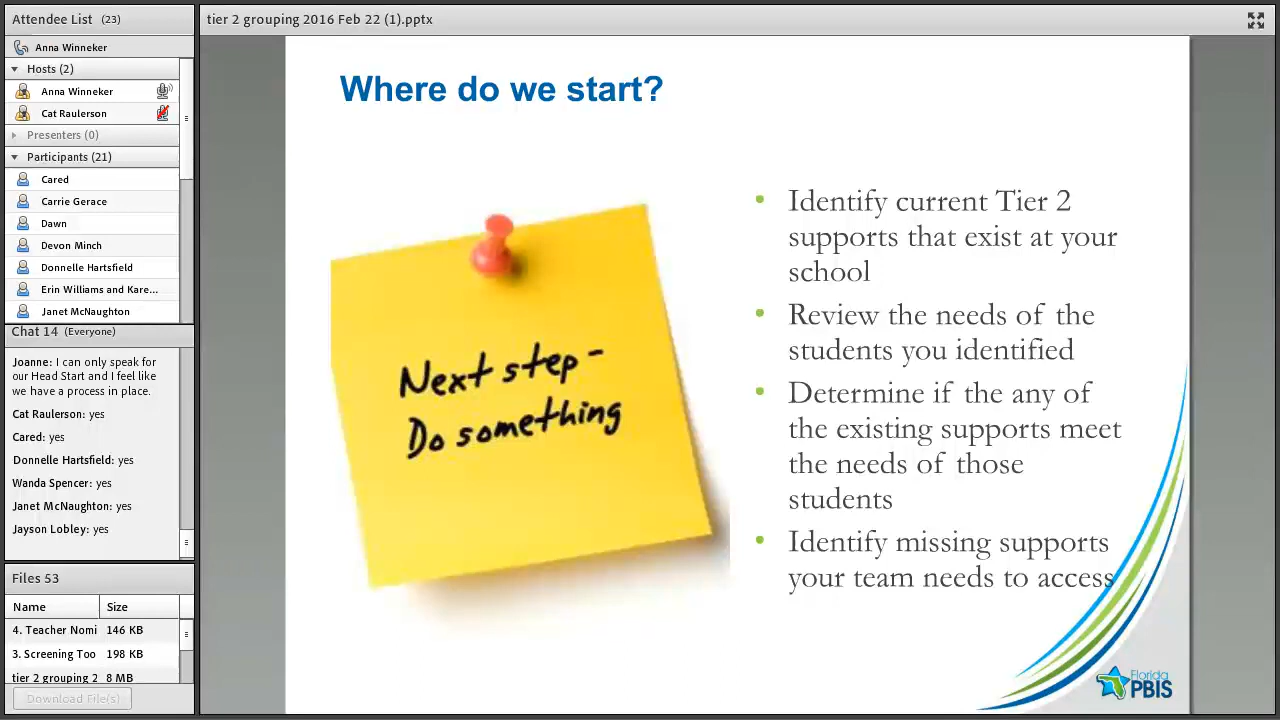 Attendee List (23)
Anna Winneker
Hosts (2)
Anna Winneker
Cat Raulerson
Presenters (0)
Participants (21)
Cared
Carrie Gerace
Dawn
Devon Minch
Donnelle Hartsfield
Erin Williams and Kare...
Janet McNaughton
Chat 14 (Everyone)
Joanne: I can only speak for
our Head Start and I feel like
we have a process in place.
Cat Raulerson: yes
Cared: yes
Donnelle Hartsfield: yes
Wanda Spencer: yes
Janet McNaughton: yes
Jayson Lobley: yes
Files 53
Name Size
4. Teacher Nomi 146 KB
3. Screening Too 198 KB
tier 2 grouping 2 8 MB
Download File(s)
tier 2 grouping 2016 Feb 22 (1).pptx
Where do we start?
Next step -
Do something
• Identify current Tier 2
supports that exist at your
school
• Review the needs of the
students you identified
• Determine if the any of
the existing supports meet
the needs of those
students
• Identify missing supports
your team needs to access
Florida
PBIS